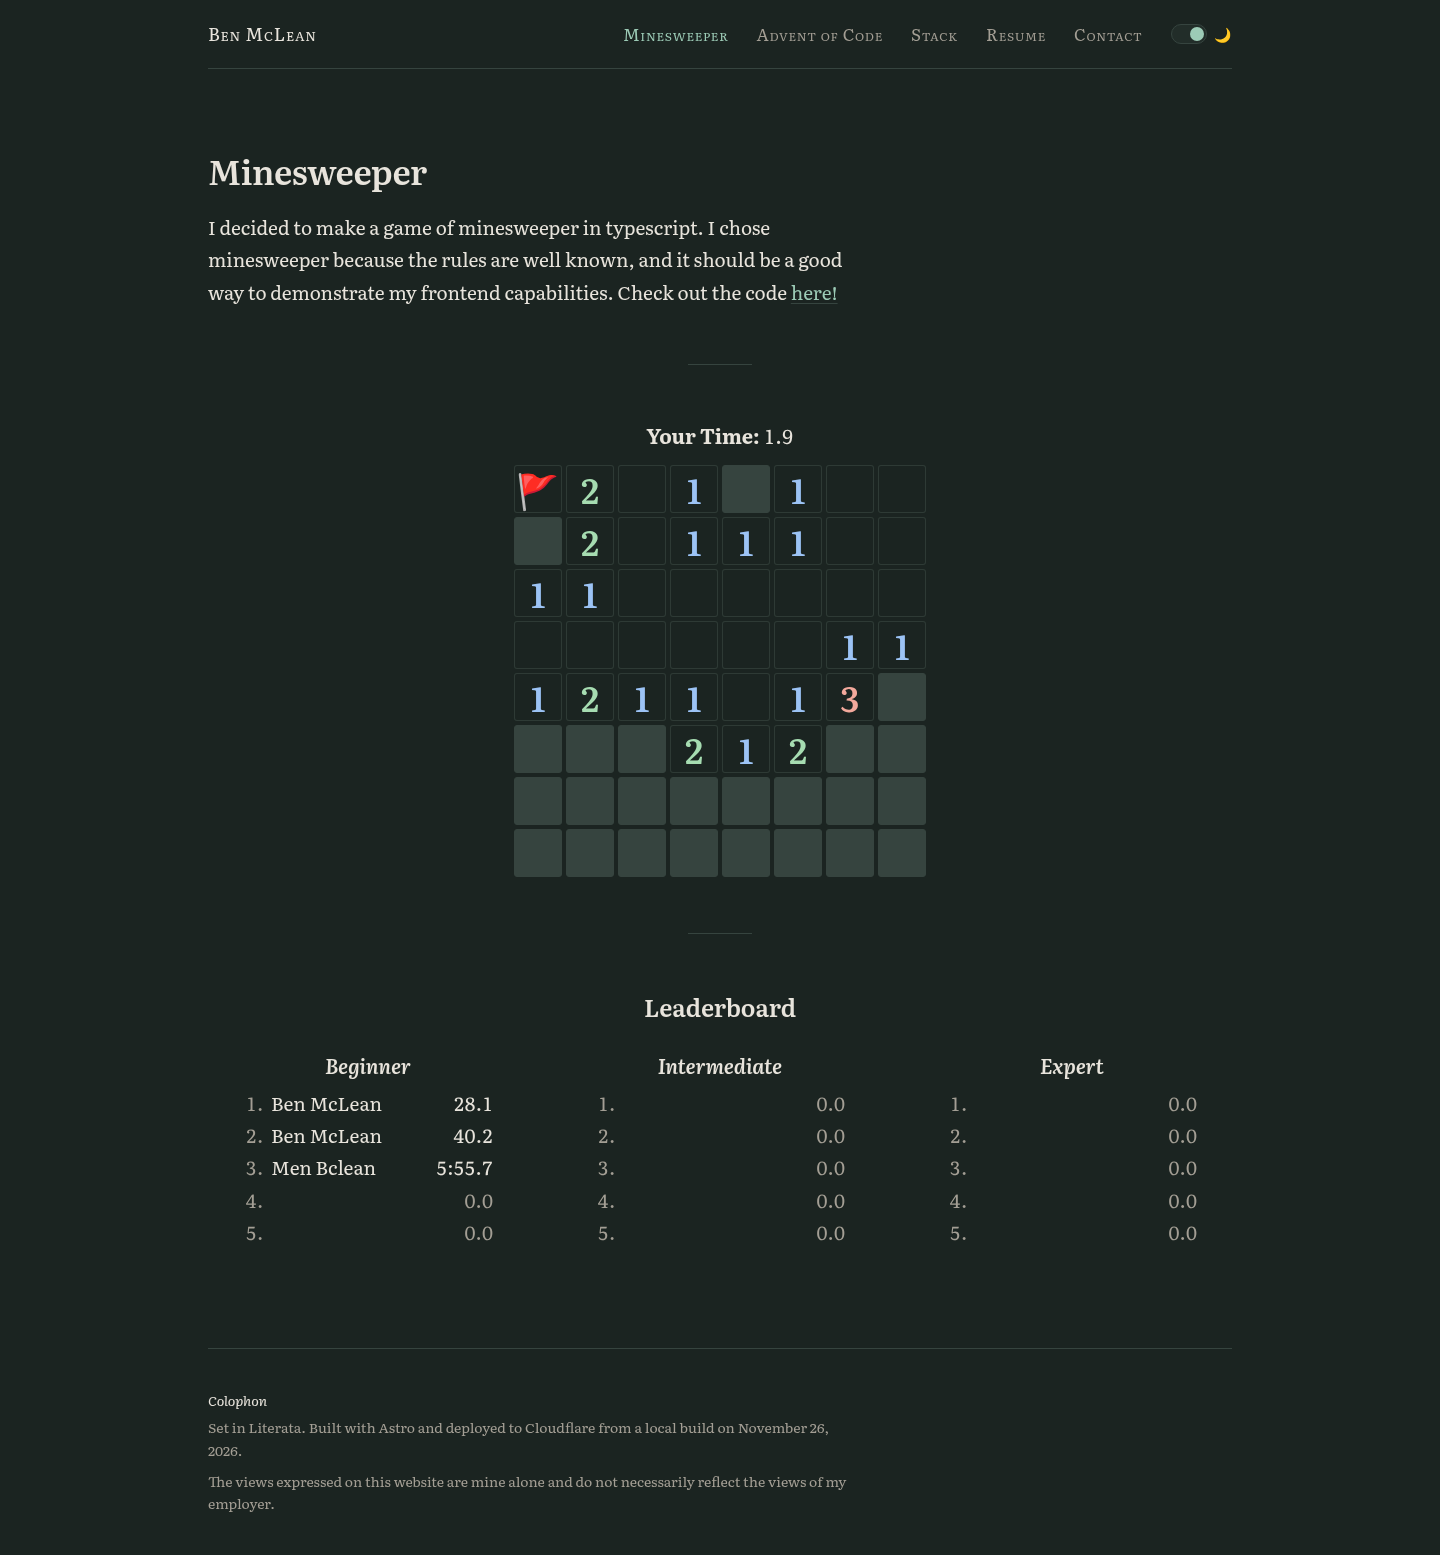 Ben McLean Minesweeper Advent of Code Stack Resume Contact
Minesweeper
I decided to make a game of minesweeper in typescript. I chose
minesweeper because the rules are well known, and it should be a good
way to demonstrate my frontend capabilities. Check out the code here!
Your Time: 1.9
2 1 1
2 1 1 1
1 1
1 1
1 2 1 1 1 3
2 1 2
Leaderboard
Beginner Intermediate Expert
1. Ben McLean 28.1 1. 0.0 1. 0.0
2. Ben McLean 40.2 2. 0.0 2. 0.0
3. Men Bclean 5:55.7 3. 0.0 3. 0.0
4. 0.0 4. 0.0 4. 0.0
5. 0.0 5. 0.0 5. 0.0
Colophon
Set in Literata. Built with Astro and deployed to Cloudflare from a local build on November 26,
2026.
The views expressed on this website are mine alone and do not necessarily reflect the views of my
employer.